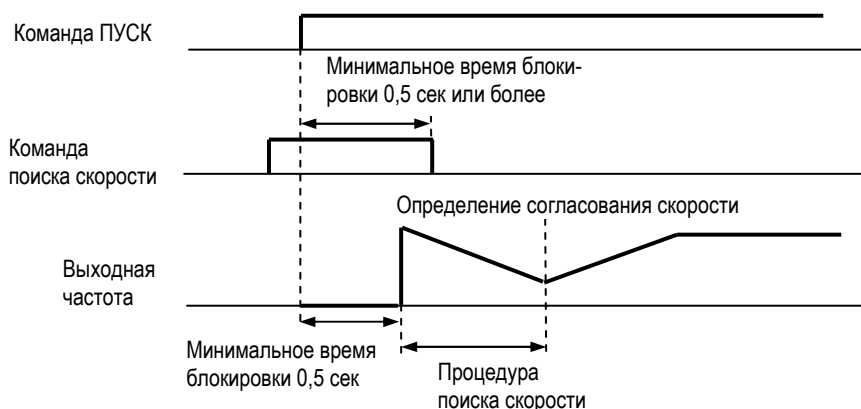 Команда ПУСК
Минимальное время блоки-
ровки 0,5 сек или более
Команда
поиска скорости
Определение согласования скорости
Выходная
частота
Минимальное время
блокировки 0,5 сек
Процедура
поиска скорости